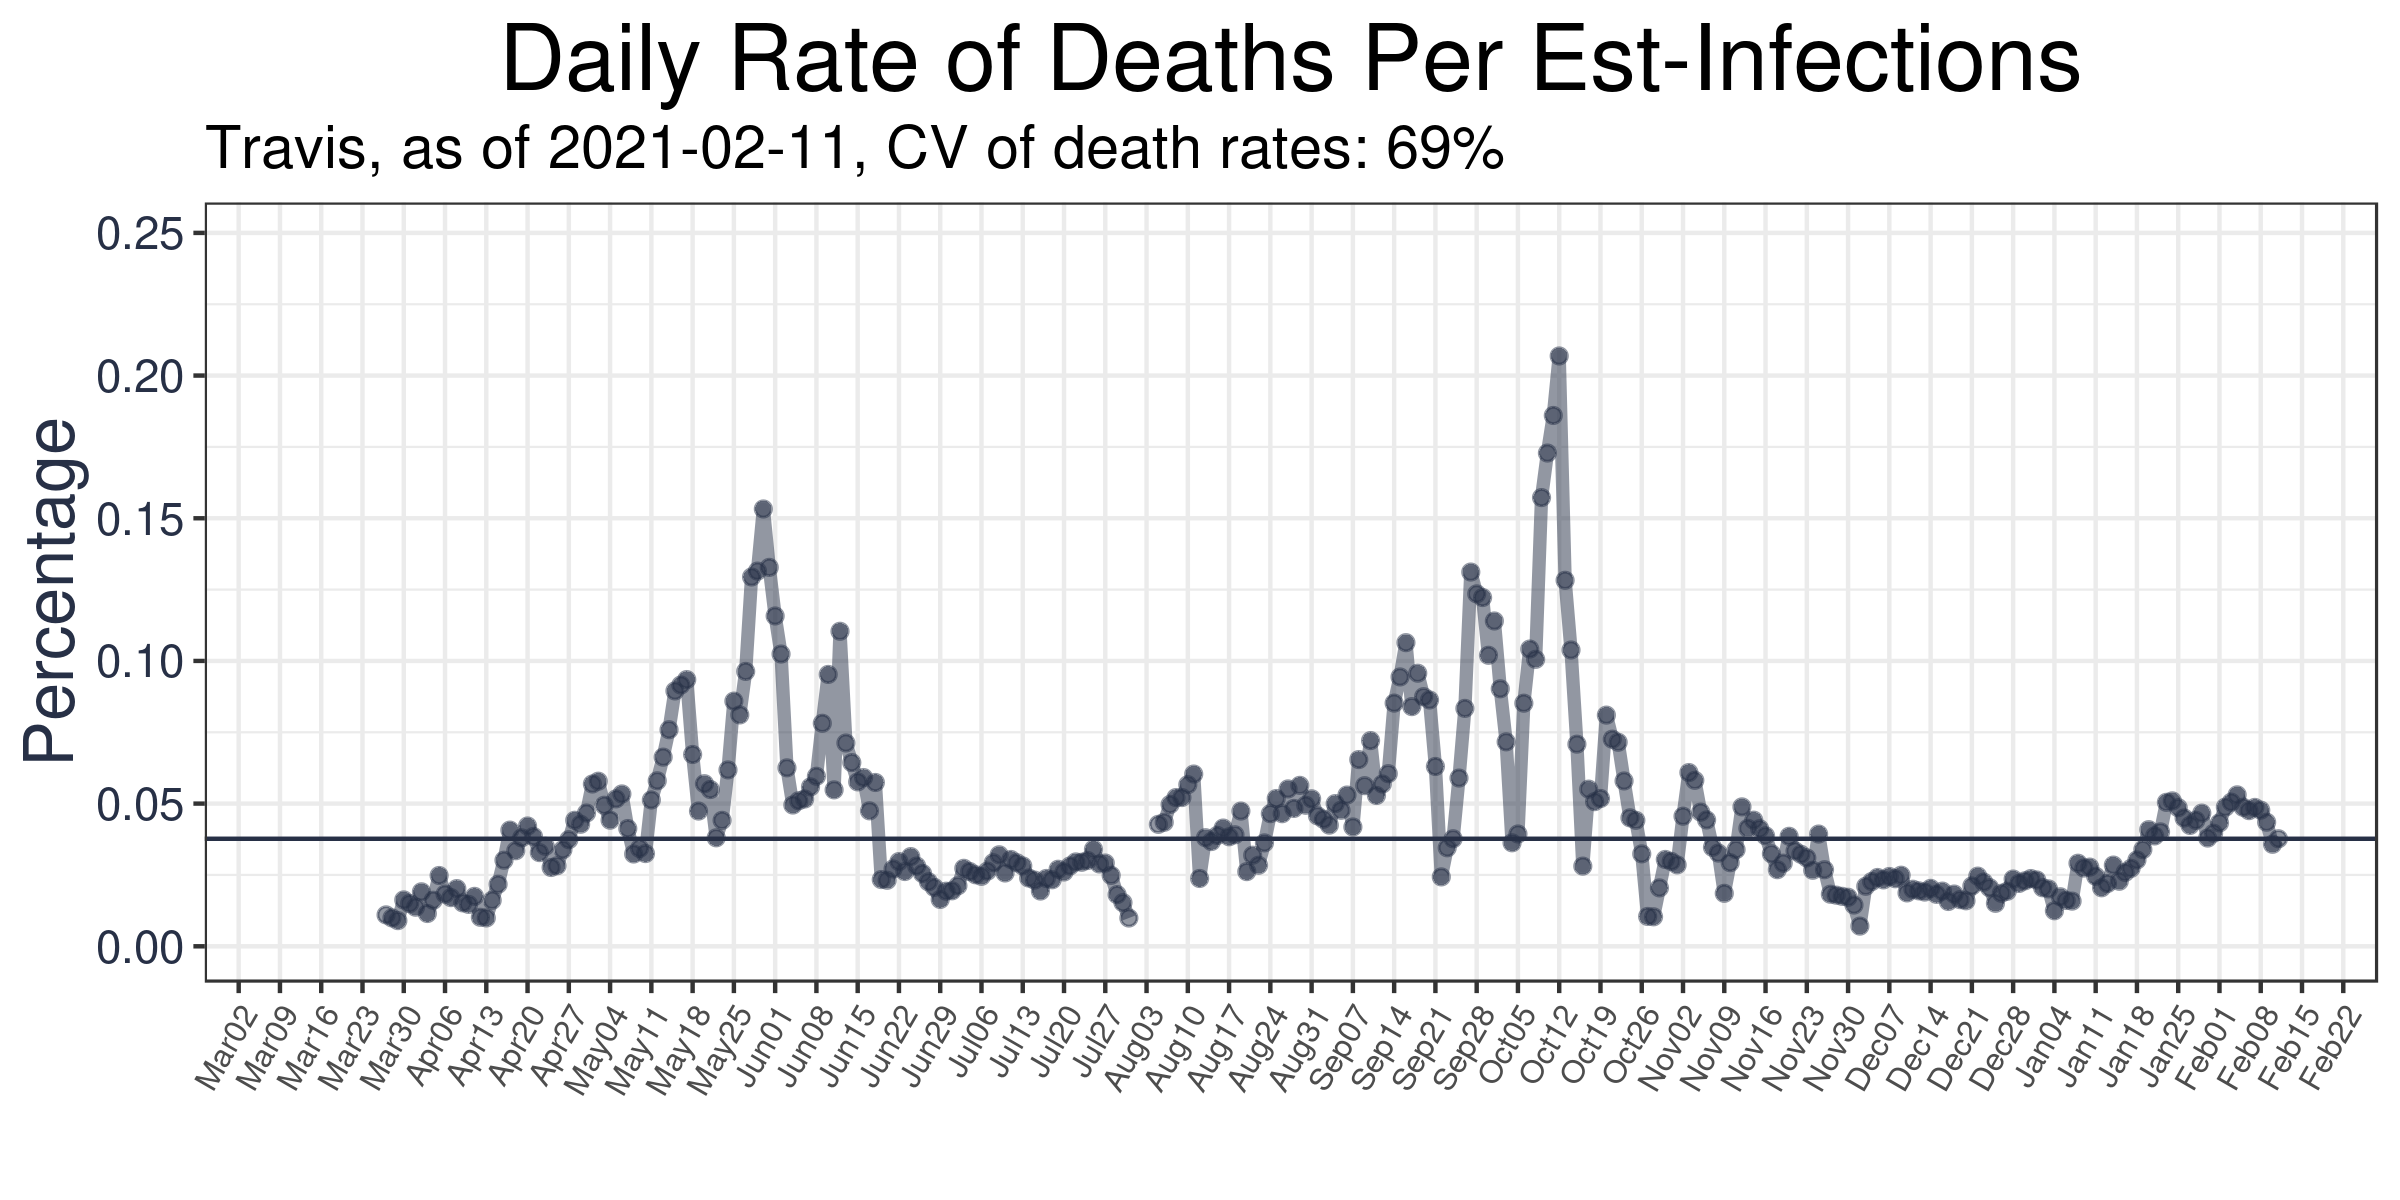 Daily Rate of Deaths Per Est-Infections
Travis, as of 2021-02-11, CV of death rates: 69%
Percentage
0.25
0.20
0.15
0.10
0.05
0.00
Mar02 Mar09 Mar16 Mar23 Mar30 Apr06 Apr13 Apr20 Apr27 May04 May11 May18 May25 Jun01 Jun08 Jun15 Jun22 Jun29 Jul06 Jul13 Jul20 Jul27 Aug03 Aug10 Aug17 Aug24 Aug31 Sep07 Sep14 Sep21 Sep28 Oct05 Oct12 Oct19 Oct26 Nov02 Nov09 Nov16 Nov23 Nov30 Dec07 Dec14 Dec21 Dec28 Jan04 Jan11 Jan18 Jan25 Feb01 Feb08 Feb15 Feb22